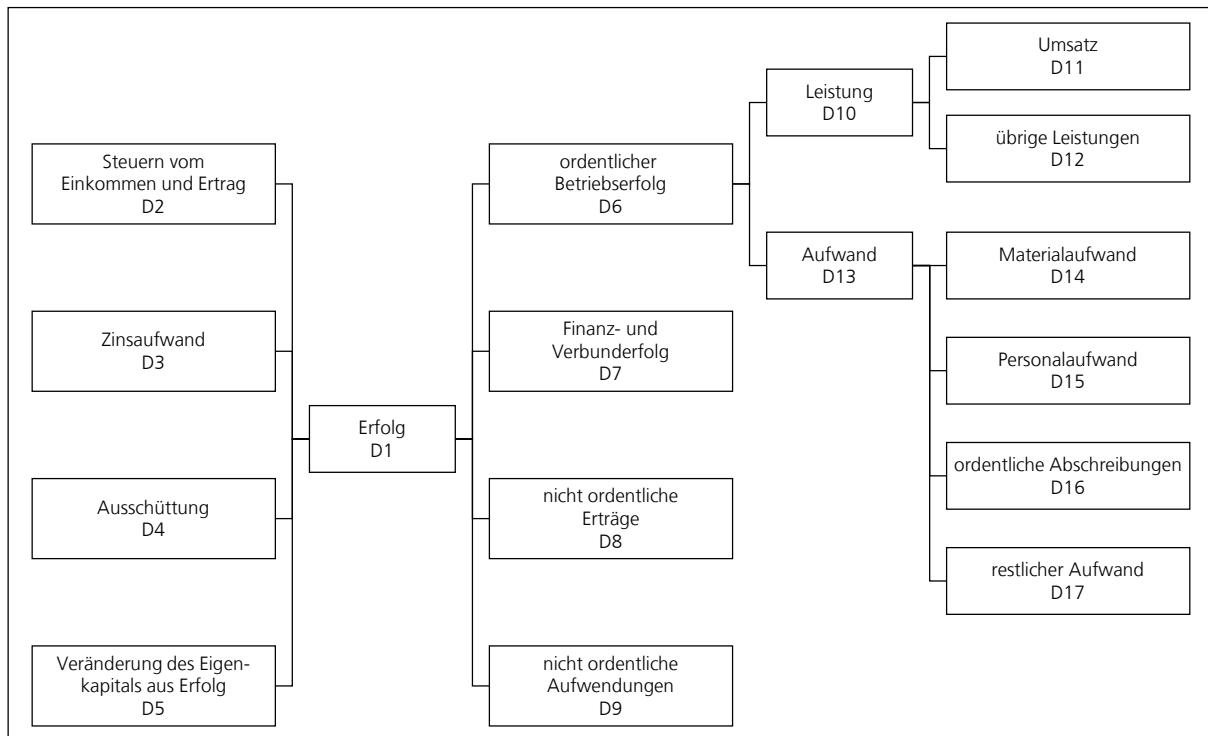 Umsatz
D11
Leistung
D10
übrige Leistungen
D12
Steuern vom
Einkommen und Ertrag
D2
ordentlicher
Betriebserfolg
D6
Aufwand
D13
Materialaufwand
D14
Zinsaufwand
D3
Finanz- und
Verbunderfolg
D7
Personalaufwand
D15
Erfolg
D1
ordentliche Abschreibungen
D16
Ausschüttung
D4
nicht ordentliche
Erträge
D8
restlicher Aufwand
D17
Veränderung des Eigen-
kapitals aus Erfolg
D5
nicht ordentliche
Aufwendungen
D9